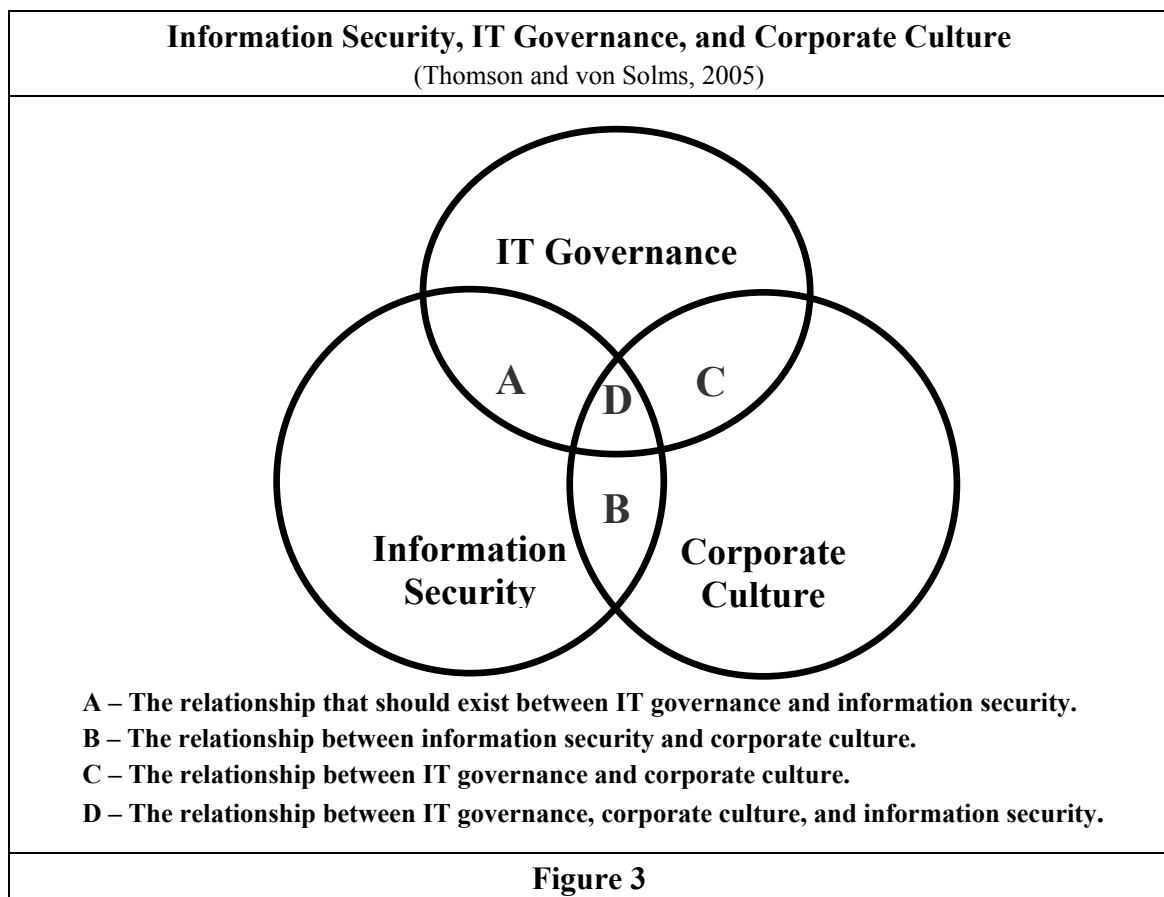 Information Security, IT Governance, and Corporate Culture
(Thomson and von Solms, 2005)
IT Governance
A
D
C
B
Information
Security
Corporate
Culture
A – The relationship that should exist between IT governance and information security.
B – The relationship between information security and corporate culture.
C – The relationship between IT governance and corporate culture.
D – The relationship between IT governance, corporate culture, and information security.
Figure 3